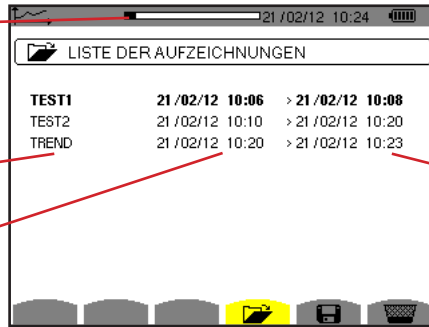 21/02/12 10:24
LISTE DER AUFZEICHNUNGEN
TEST1 21/02/12 10:06 > 21/02/12 10:08
TEST2 21/02/12 10:10 > 21/02/12 10:20
TREND 21/02/12 10:20 > 21/02/12 10:23